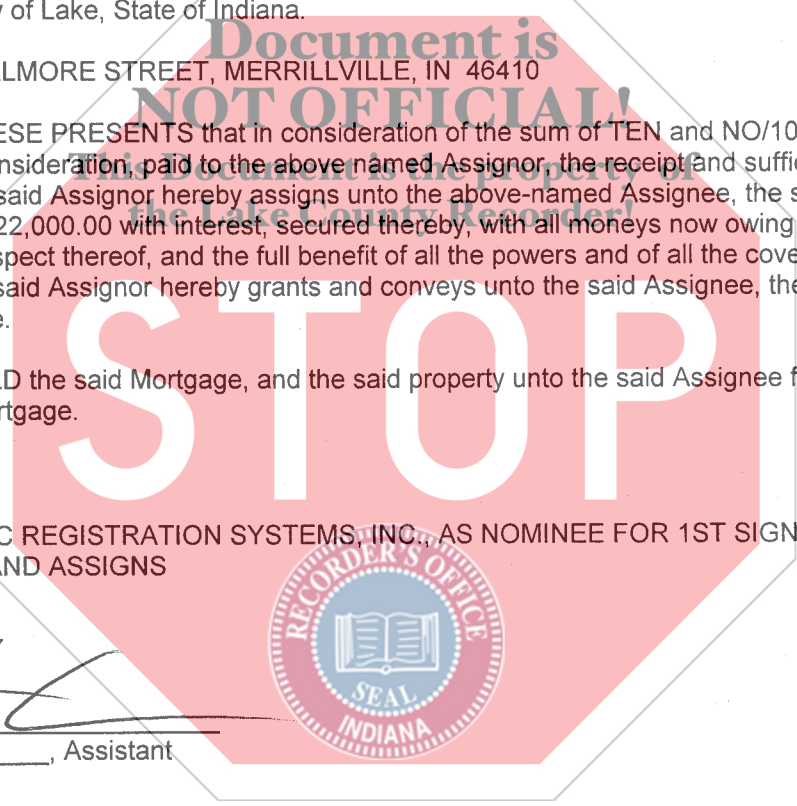 y of Lake, State of Indiana.
Document is
LMORE STREET, MERRILLVILLE, IN 46410
NOT OFFICIAL!
ESE PRESENTS that in consideration of the sum of TEN and NO/10
nsideration, paid to the above named Assignor, the receipt and suffic
This Document is the property of
said Assignor hereby assigns unto the above-named Assignee, the s
the Lake County Recorder!
22,000.00 with interest, secured thereby, with all moneys now owing
spect thereof, and the full benefit of all the powers and of all the cove
said Assignor hereby grants and conveys unto the said Assignee, the
e.
STOP
LD the said Mortgage, and the said property unto the said Assignee f
rtgage.
C REGISTRATION SYSTEMS, INC., AS NOMINEE FOR 1ST SIGN
AND ASSIGNS
RECORDER'S OFFICE
SEAL
INDIANA
, Assistant